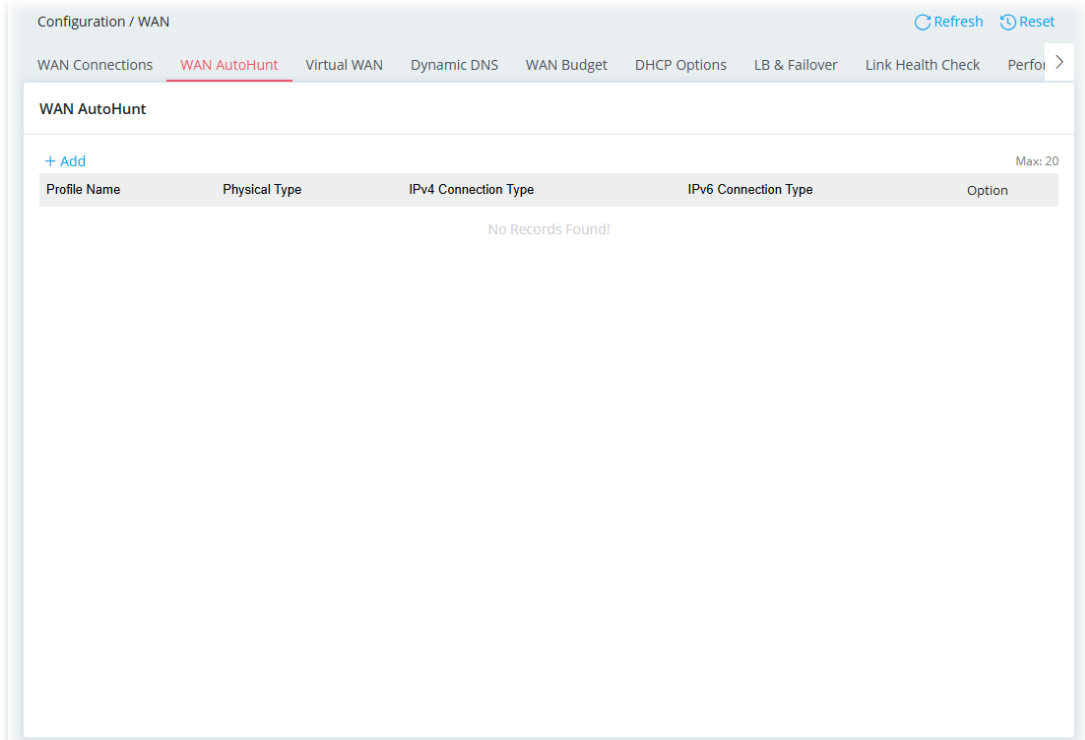 Configuration / WAN Refresh Reset
WAN Connections WAN AutoHunt Virtual WAN Dynamic DNS WAN Budget DHCP Options LB & Failover Link Health Check Perfor
WAN AutoHunt
+ Add Max: 20
Profile Name Physical Type IPv4 Connection Type IPv6 Connection Type Option
No Records Found!